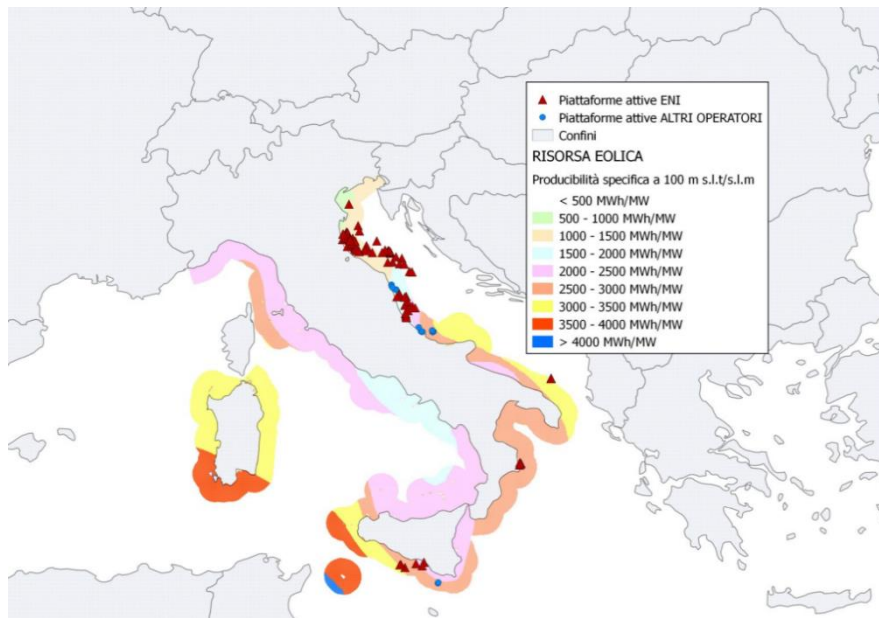 Piattaforme attive ENI
Piattaforme attive ALTRI OPERATORI
Confini
RISORSA EOLICA
Producibilità specifica a 100 m s.l.t/s.l.m
< 500 MWh/MW
500 - 1000 MWh/MW
1000 - 1500 MWh/MW
1500 - 2000 MWh/MW
2000 - 2500 MWh/MW
2500 - 3000 MWh/MW
3000 - 3500 MWh/MW
3500 - 4000 MWh/MW
> 4000 MWh/MW